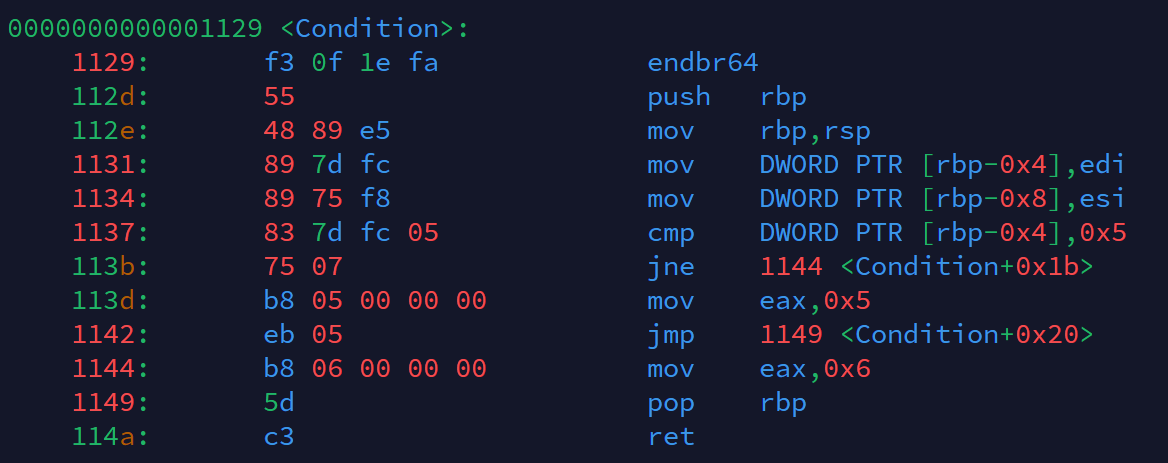 0000000000001129 <Condition>:
    1129:       f3 0f 1e fa             endbr64
    112d:       55                      push   rbp
    112e:       48 89 e5                mov    rbp,rsp
    1131:       89 7d fc                mov    DWORD PTR [rbp-0x4],edi
    1134:       89 75 f8                mov    DWORD PTR [rbp-0x8],esi
    1137:       83 7d fc 05             cmp    DWORD PTR [rbp-0x4],0x5
    113b:       75 07                   jne    1144 <Condition+0x1b>
    113d:       b8 05 00 00 00          mov    eax,0x5
    1142:       eb 05                   jmp    1149 <Condition+0x20>
    1144:       b8 06 00 00 00          mov    eax,0x6
    1149:       5d                      pop    rbp
    114a:       c3                      ret